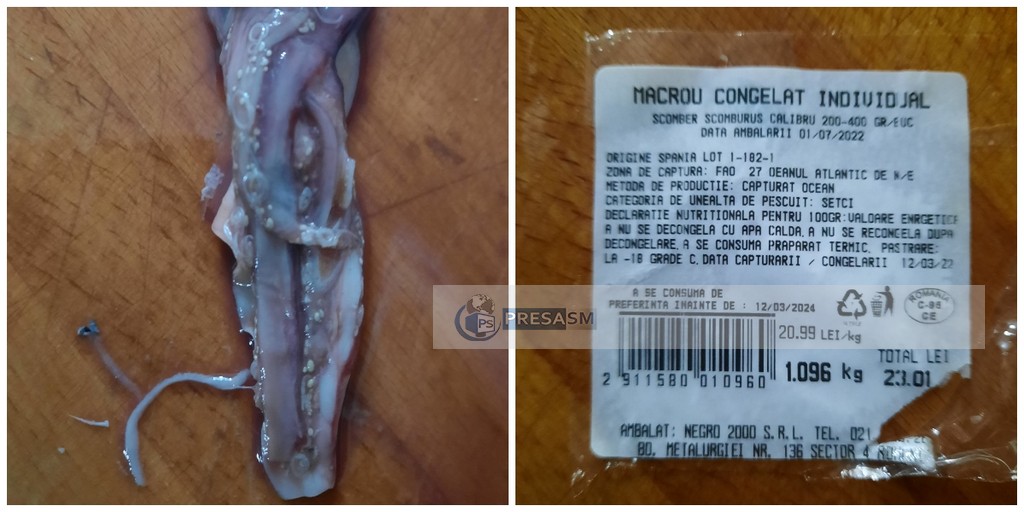 MACROU CONGELAT INDIVIDJAL
SCOMBER SCOMBURUS CALIBRU 200-400 GR/BUC
DATA AMBALARII 01/07/2022
ORIGINE SPANIA LOT 1-182-1
ZONA DE CAPTURA: FAO 27 OEANUL ATLANTIC DE N/E
METODA DE PRODUCTIE: CAPTURAT OCEAN
CATEGORIA DE UNEALTA DE PESCUIT: SETCI
DECLARATIE NUTRITIONALA PENTRU 100GR:VALOARE ENRGETICE
A NU SE DECONGELA CU APA CALDA, A NU SE RECONGELA DUPA
DECONGELARE, A SE CONSUMA PRAPARAT TERMIC. PASTRARE:
LA -18 GRADE C, DATA CAPTURARII / CONGELARII 12/03/22
A SE CONSUMA DE
PREFERINTA INAINTE DE : 12/03/2024
ROMANIA
C-86
CE
PS PRESASM
20.99 LEI/kg
TOTAL LEI
2 911580 010960
1.096 kg
23.01
AMBALAT: NEGRO 2000 S.R.L. TEL. 021
BD. METALURGIEI NR. 136 SECTOR 4